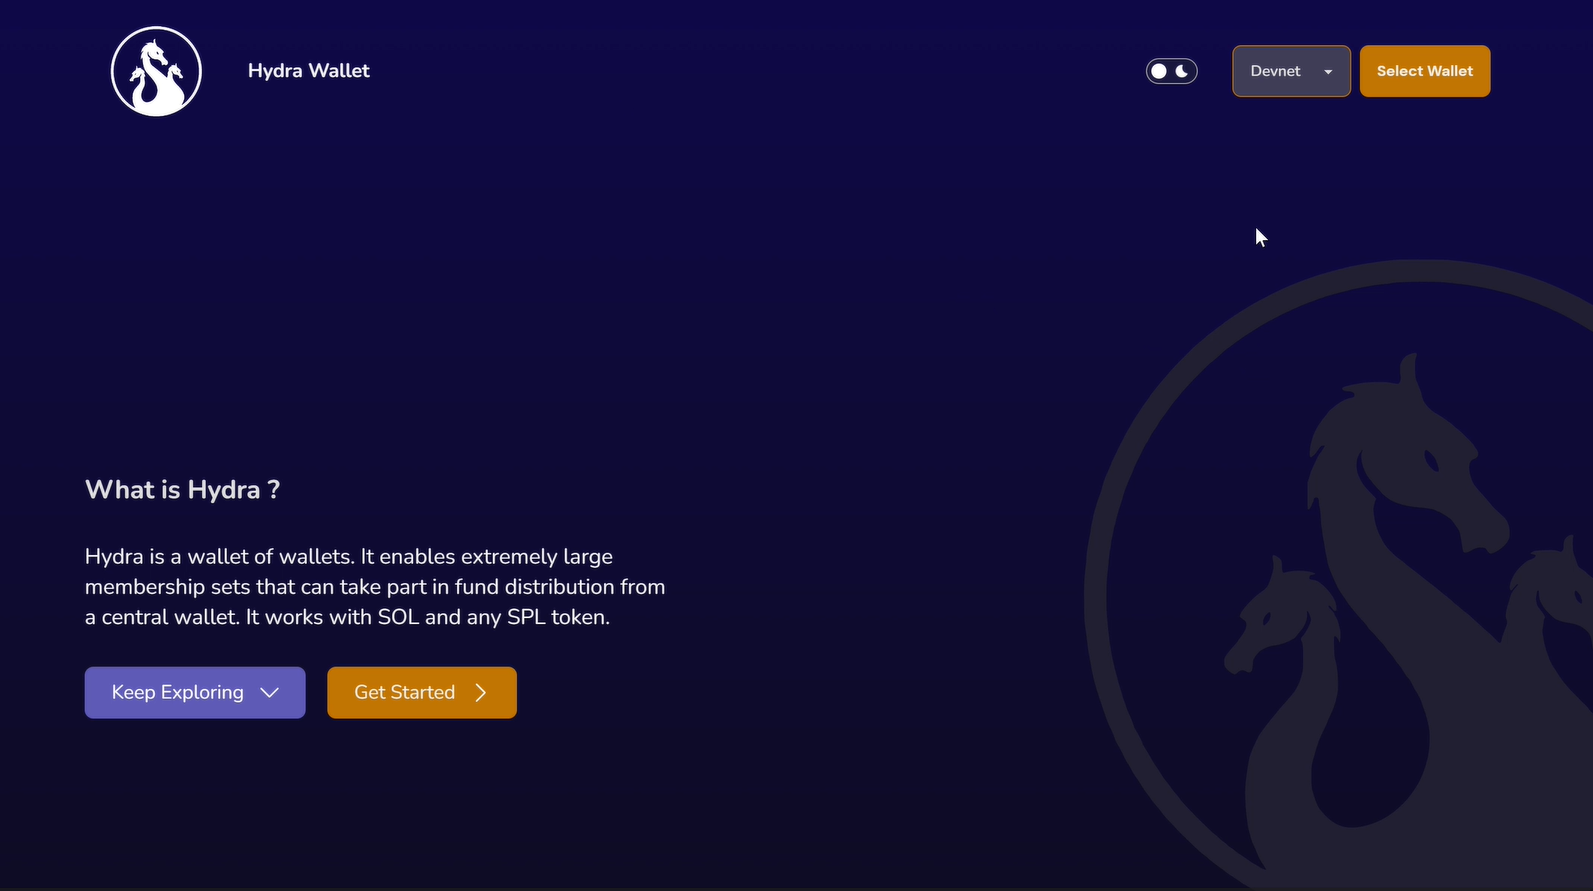 Hydra Wallet
Devnet
Select Wallet
What is Hydra ?
Hydra is a wallet of wallets. It enables extremely large
membership sets that can take part in fund distribution from
a central wallet. It works with SOL and any SPL token.
Keep Exploring
Get Started